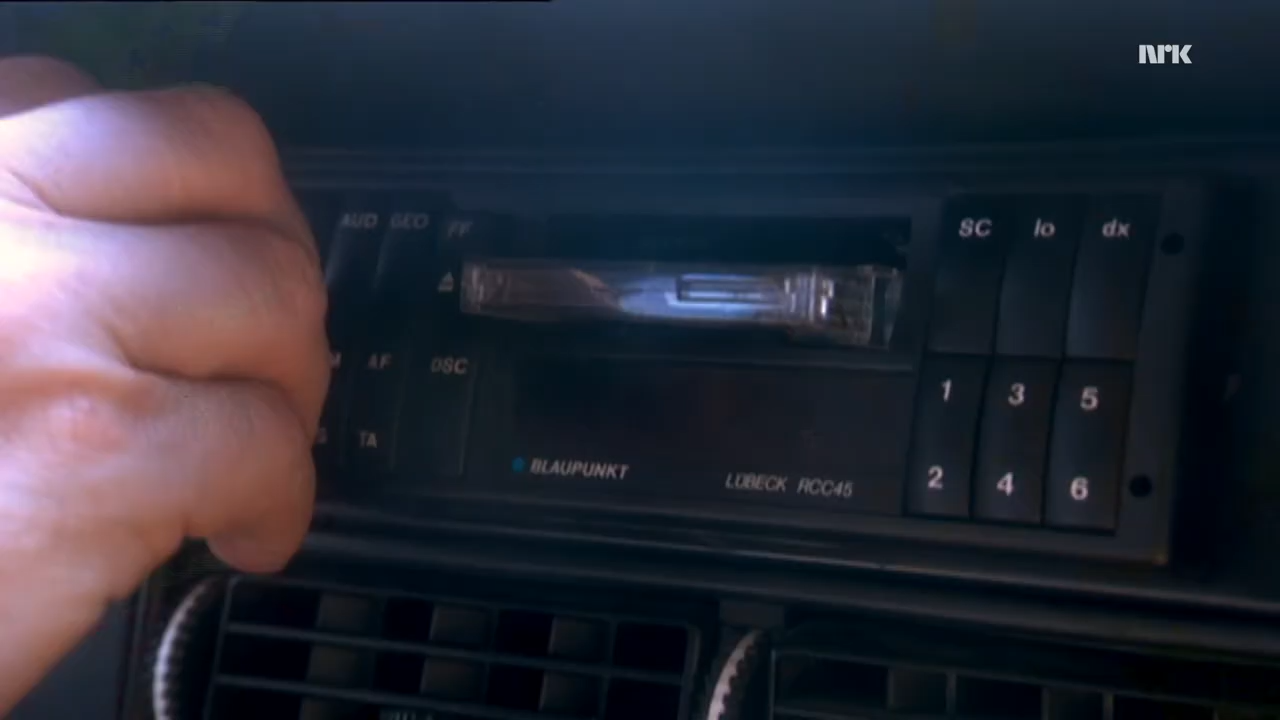 NRK
AUD GEO FF
SC lo dx
AF DSC
1 3 5
TA
BLAUPUNKT
LÜBECK RCC45
2 4 6